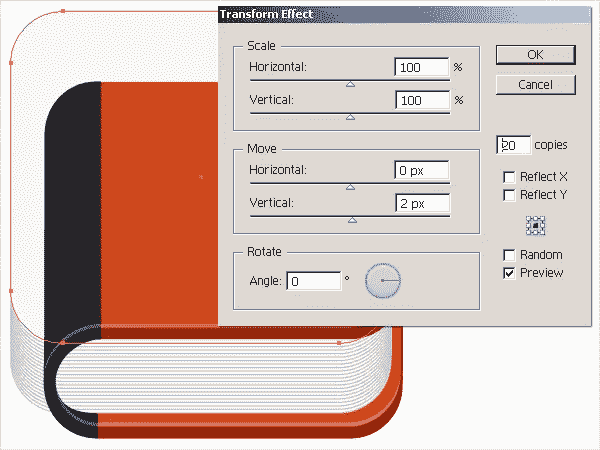 Transform Effect
Scale
Horizontal: 100 %
Vertical: 100 %
OK
Cancel
20 copies
Move
Horizontal: 0 px
Vertical: 2 px
Reflect X
Reflect Y
Rotate
Angle: 0 °
Random
Preview